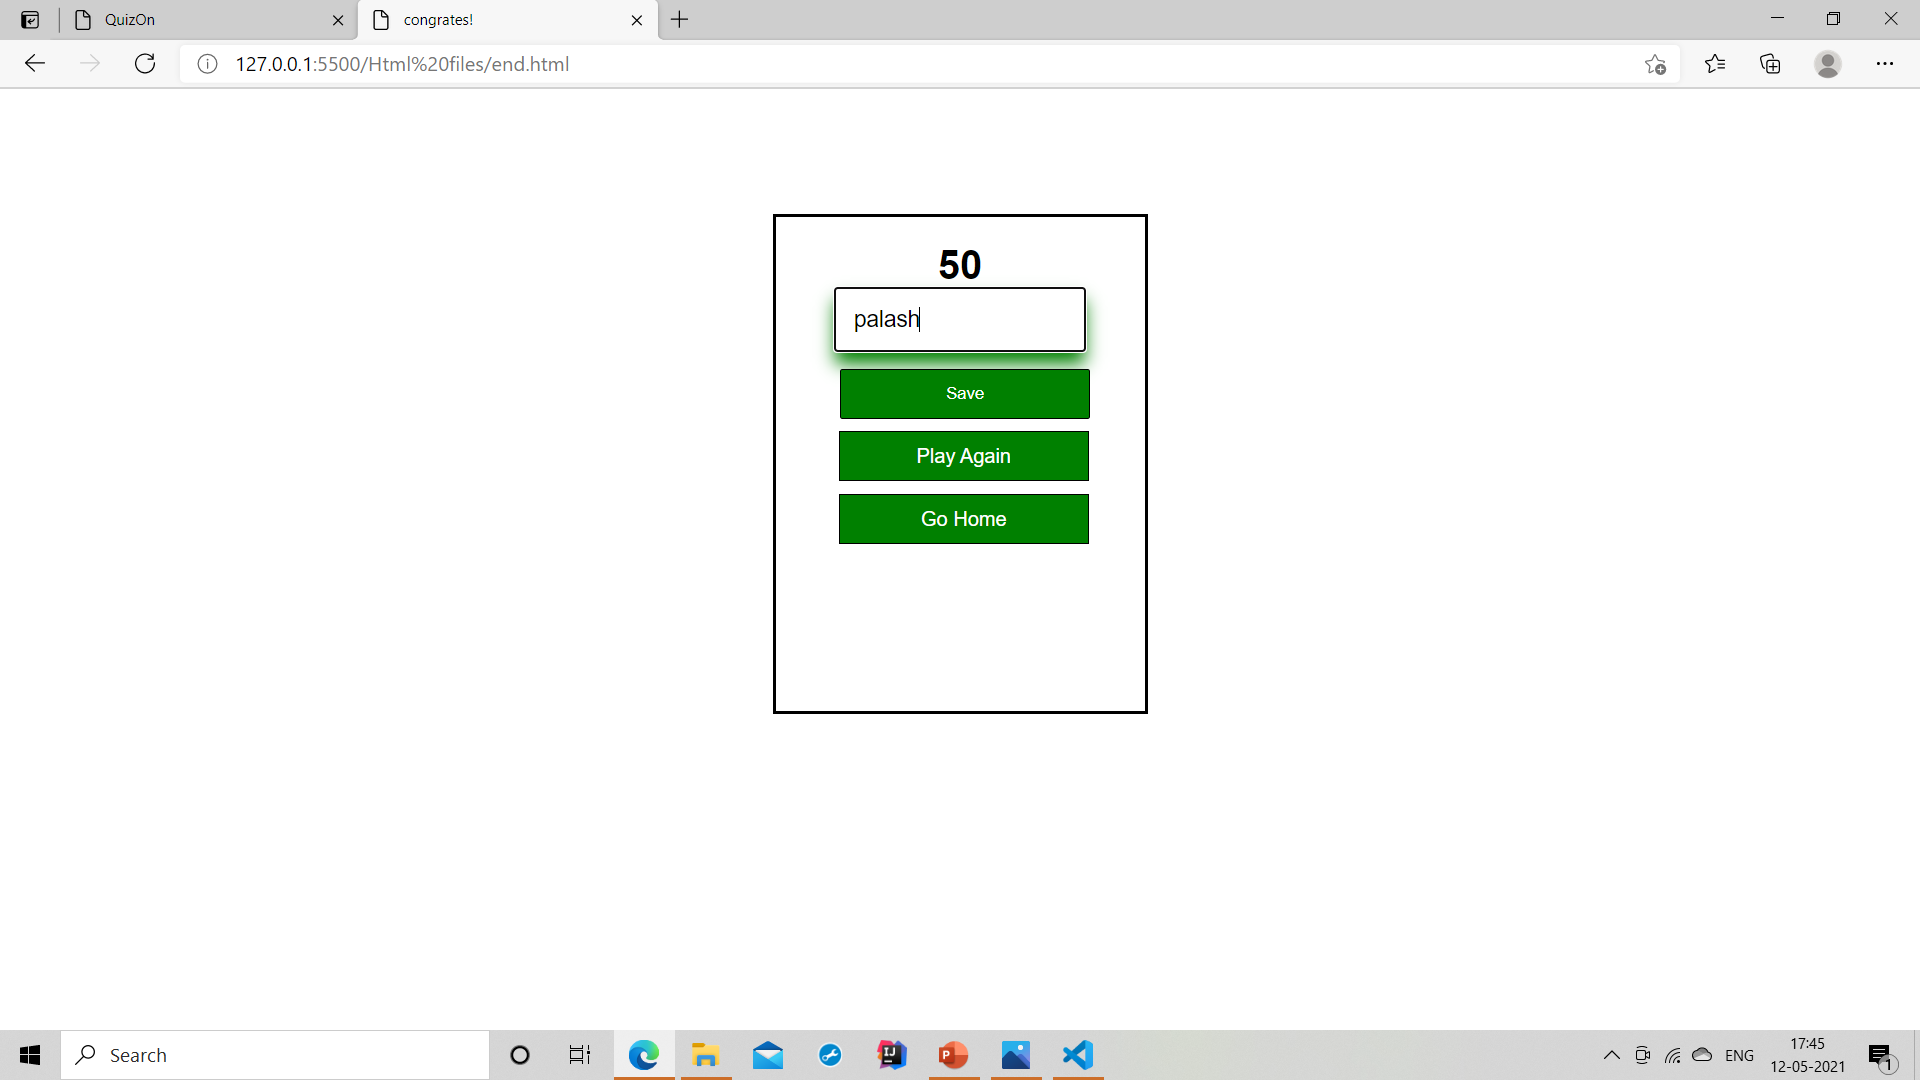 QuizOn
congrates!
127.0.0.1:5500/Html%20files/end.html
50
palash
Save
Play Again
Go Home
Search
ENG
17:45
12-05-2021
1